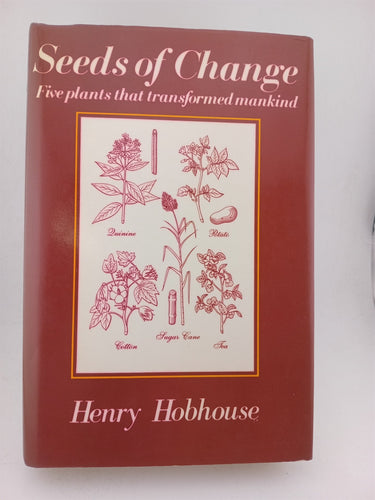 Seeds of Change
Five plants that transformed mankind
Quinine
Potato
Sugar Cane
Cotton
Tea
Henry Hobhouse